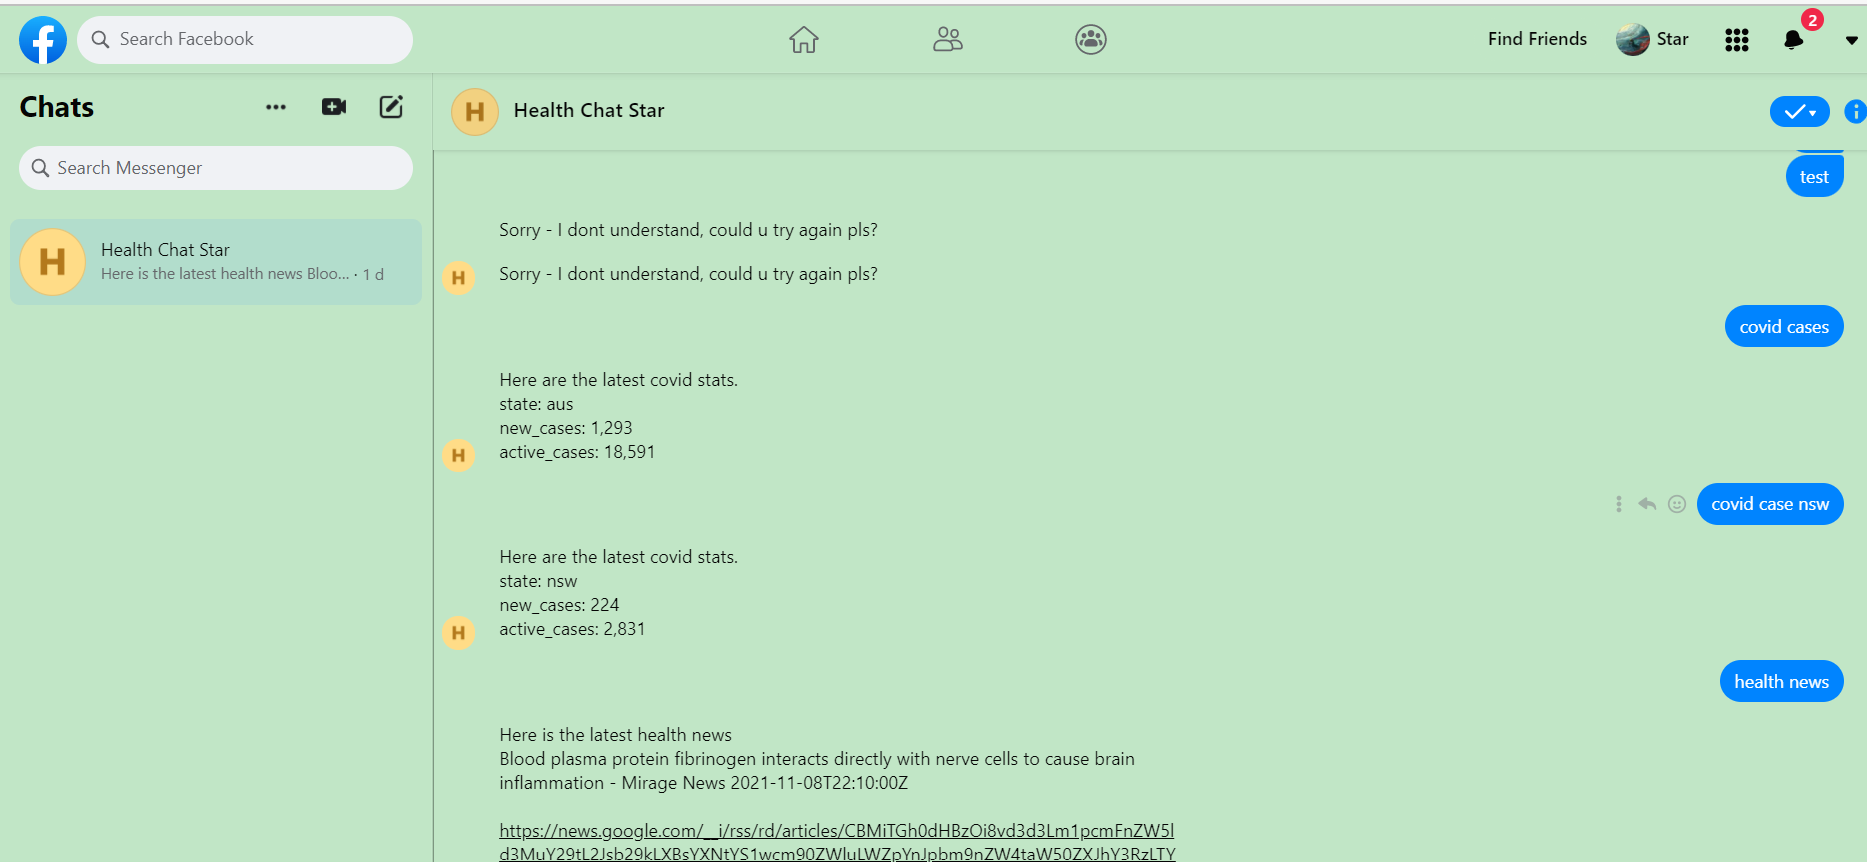 Search Facebook
Find Friends
Star
2
Chats
H
Health Chat Star
Search Messenger
test
H
Health Chat Star
Here is the latest health news Bloo... · 1 d
Sorry - I dont understand, could u try again pls?
H
Sorry - I dont understand, could u try again pls?
covid cases
Here are the latest covid stats.
state: aus
new_cases: 1,293
H
active_cases: 18,591
covid case nsw
Here are the latest covid stats.
state: nsw
new_cases: 224
H
active_cases: 2,831
health news
Here is the latest health news
Blood plasma protein fibrinogen interacts directly with nerve cells to cause brain
inflammation - Mirage News 2021-11-08T22:10:00Z
https://news.google.com/__i/rss/rd/articles/CBMiTGh0dHBzOi8vd3d3Lm1pcmFnZW5l
d3MuY29tL2Jsb29kLXBsYXNtYS1wcm90ZWluLWZpYnJpbm9nZW4taW50ZXJhY3RzLTY